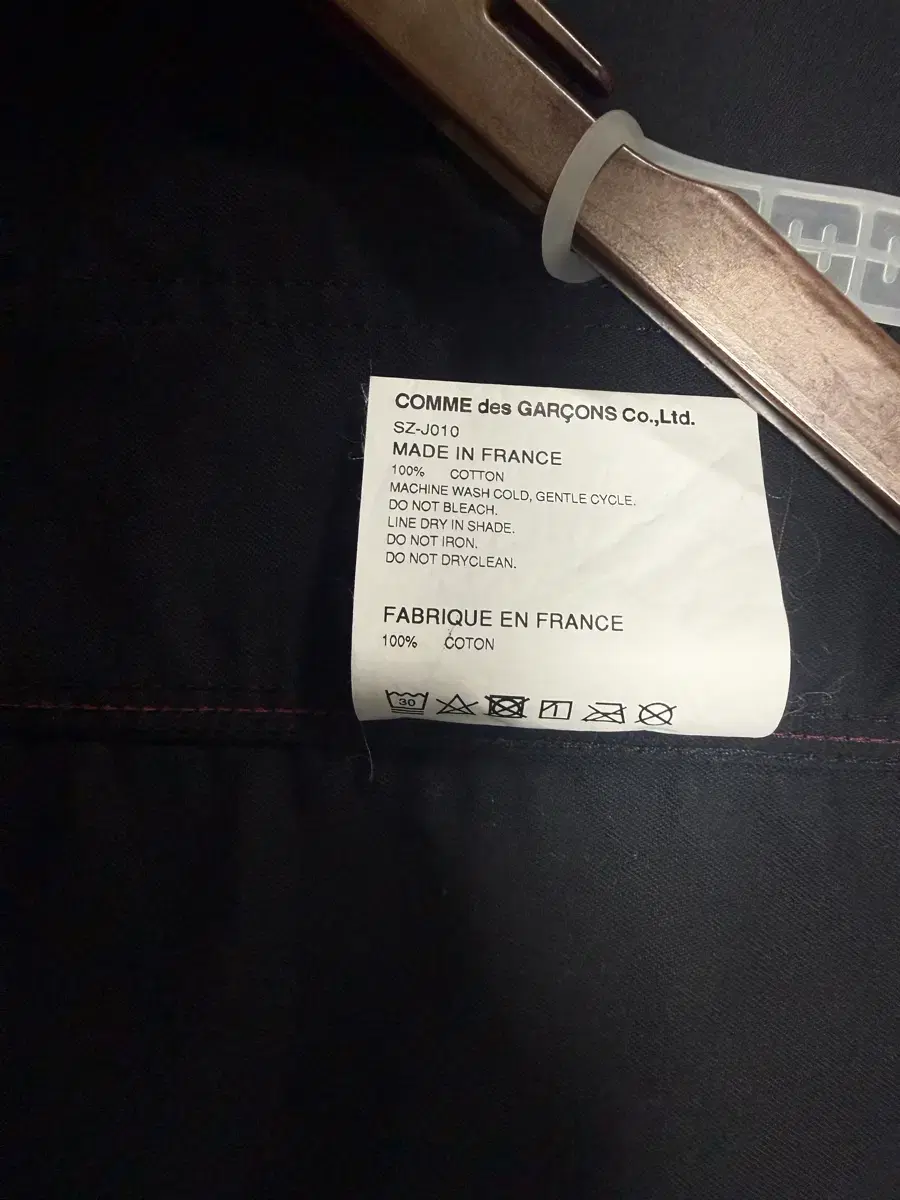 COMME des GARÇONS Co.,Ltd.
SZ-J010
MADE IN FRANCE
100% COTTON
MACHINE WASH COLD, GENTLE CYCLE.
DO NOT BLEACH.
LINE DRY IN SHADE.
DO NOT IRON.
DO NOT DRYCLEAN.
FABRIQUE EN FRANCE
100% COTON
30